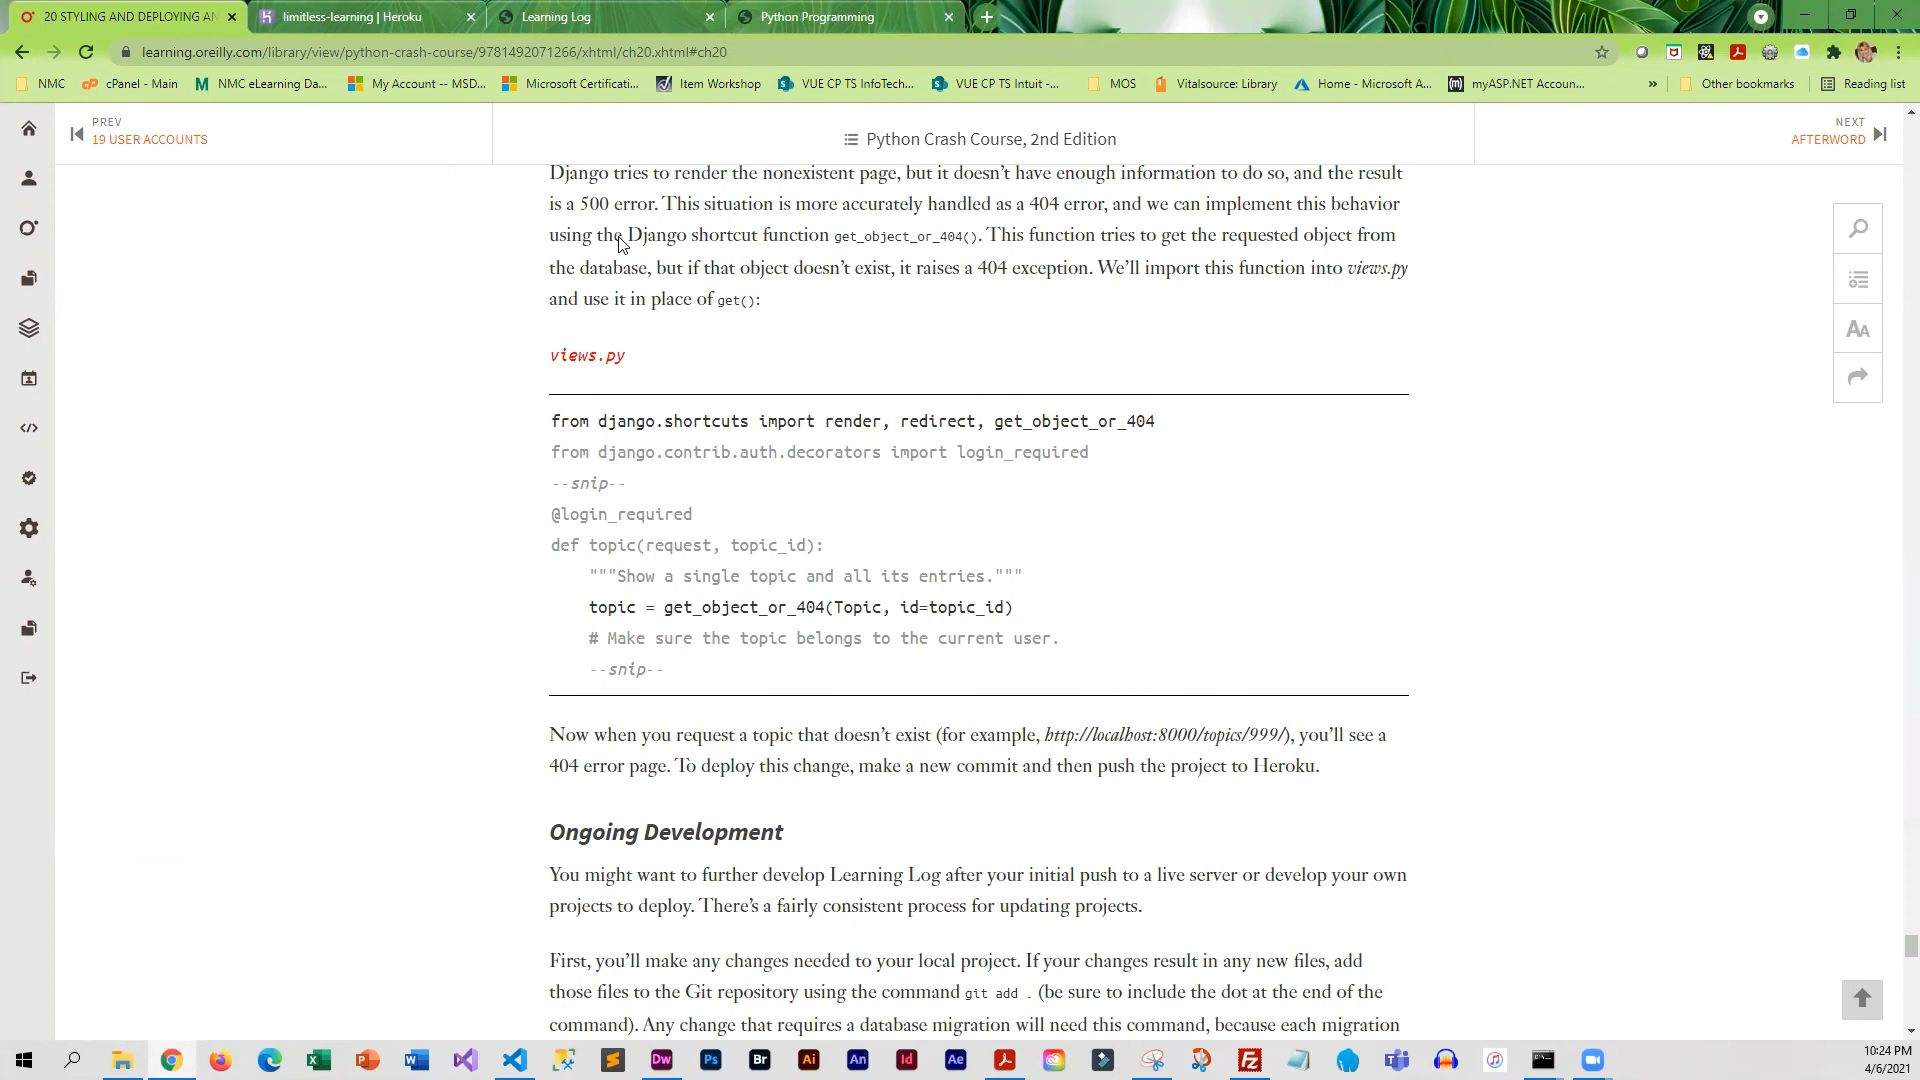 20 STYLING AND DEPLOYING AN
limitless-learning | Heroku
Learning Log
Python Programming
learning.oreilly.com/library/view/python-crash-course/9781492071266/xhtml/ch20.xhtml#ch20
NMC
cPanel - Main
NMC eLearning Da...
My Account -- MSD...
Microsoft Certificati...
Item Workshop
VUE CP TS InfoTech...
VUE CP TS Intuit -...
MOS
Vitalsource: Library
Home - Microsoft A...
myASP.NET Accoun...
»
Other bookmarks
Reading list
PREV
19 USER ACCOUNTS
Python Crash Course, 2nd Edition
NEXT
AFTERWORD
Django tries to render the nonexistent page, but it doesn’t have enough information to do so, and the result
is a 500 error. This situation is more accurately handled as a 404 error, and we can implement this behavior
using the Django shortcut function get_object_or_404(). This function tries to get the requested object from
the database, but if that object doesn’t exist, it raises a 404 exception. We’ll import this function into views.py
and use it in place of get():
views.py
from django.shortcuts import render, redirect, get_object_or_404
from django.contrib.auth.decorators import login_required
--snip--
@login_required
def topic(request, topic_id):
"""Show a single topic and all its entries."""
topic = get_object_or_404(Topic, id=topic_id)
# Make sure the topic belongs to the current user.
--snip--
Now when you request a topic that doesn’t exist (for example, http://localhost:8000/topics/999/), you’ll see a
404 error page. To deploy this change, make a new commit and then push the project to Heroku.
Ongoing Development
You might want to further develop Learning Log after your initial push to a live server or develop your own
projects to deploy. There’s a fairly consistent process for updating projects.
First, you’ll make any changes needed to your local project. If your changes result in any new files, add
those files to the Git repository using the command git add . (be sure to include the dot at the end of the
command). Any change that requires a database migration will need this command, because each migration
Dw
Ps
Br
Ai
An
Id
Ae
10:24 PM
4/6/2021